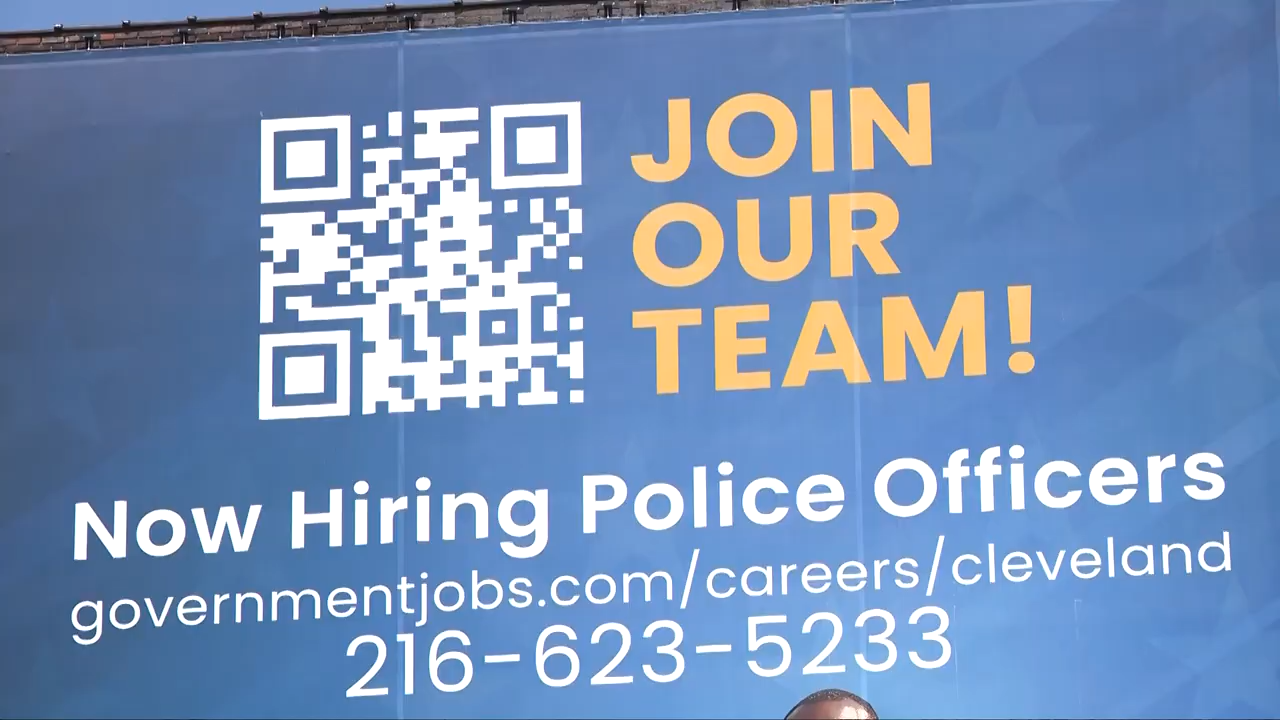 JOIN
OUR
TEAM!
Now Hiring Police Officers
governmentjobs.com/careers/cleveland
216-623-5233